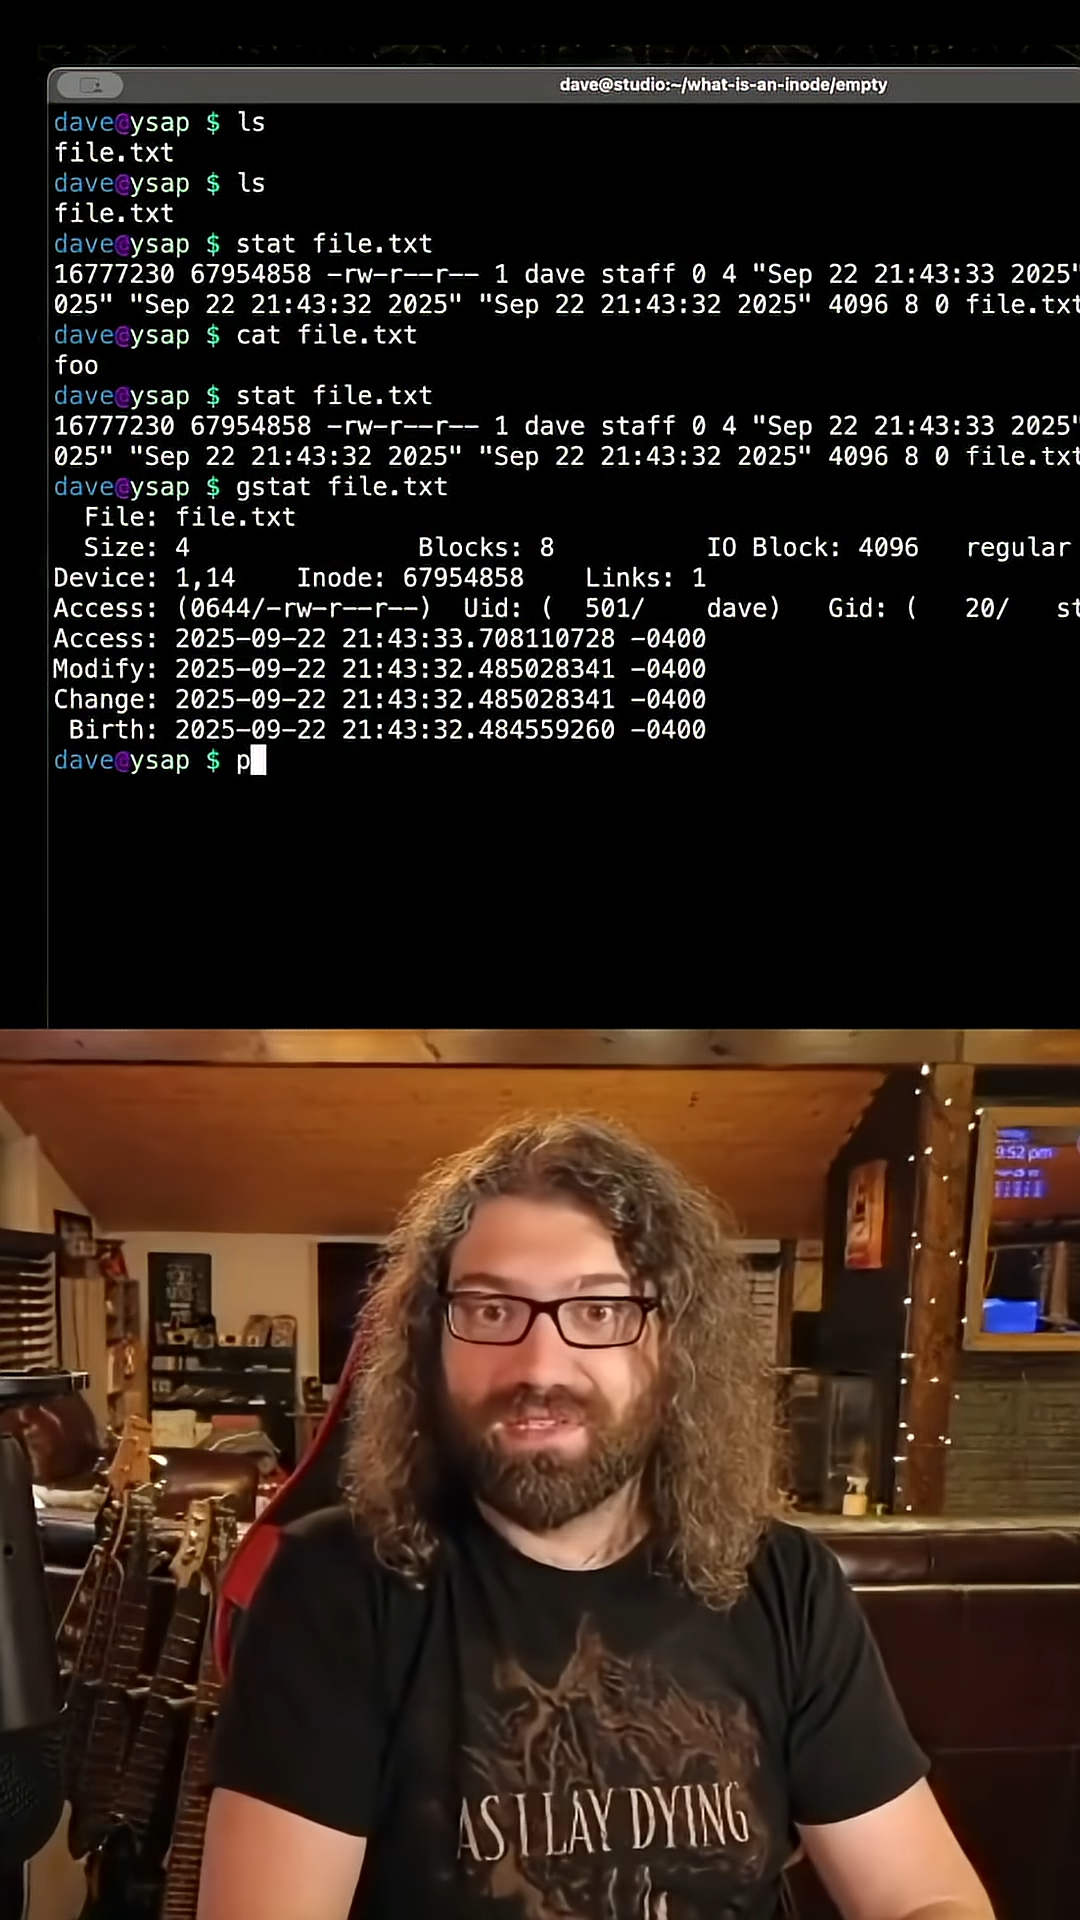 dave@studio:~/what-is-an-inode/empty
dave@ysap $ ls
file.txt
dave@ysap $ ls
file.txt
dave@ysap $ stat file.txt
16777230 67954858 -rw-r--r-- 1 dave staff 0 4 "Sep 22 21:43:33 2025"
025" "Sep 22 21:43:32 2025" "Sep 22 21:43:32 2025" 4096 8 0 file.txt
dave@ysap $ cat file.txt
foo
dave@ysap $ stat file.txt
16777230 67954858 -rw-r--r-- 1 dave staff 0 4 "Sep 22 21:43:33 2025"
025" "Sep 22 21:43:32 2025" "Sep 22 21:43:32 2025" 4096 8 0 file.txt
dave@ysap $ gstat file.txt
File: file.txt
Size: 4 Blocks: 8 IO Block: 4096 regular
Device: 1,14 Inode: 67954858 Links: 1
Access: (0644/-rw-r--r--) Uid: ( 501/ dave) Gid: ( 20/ st
Access: 2025-09-22 21:43:33.708110728 -0400
Modify: 2025-09-22 21:43:32.485028341 -0400
Change: 2025-09-22 21:43:32.485028341 -0400
Birth: 2025-09-22 21:43:32.484559260 -0400
dave@ysap $ p
9:52 pm
AS I LAY DYING